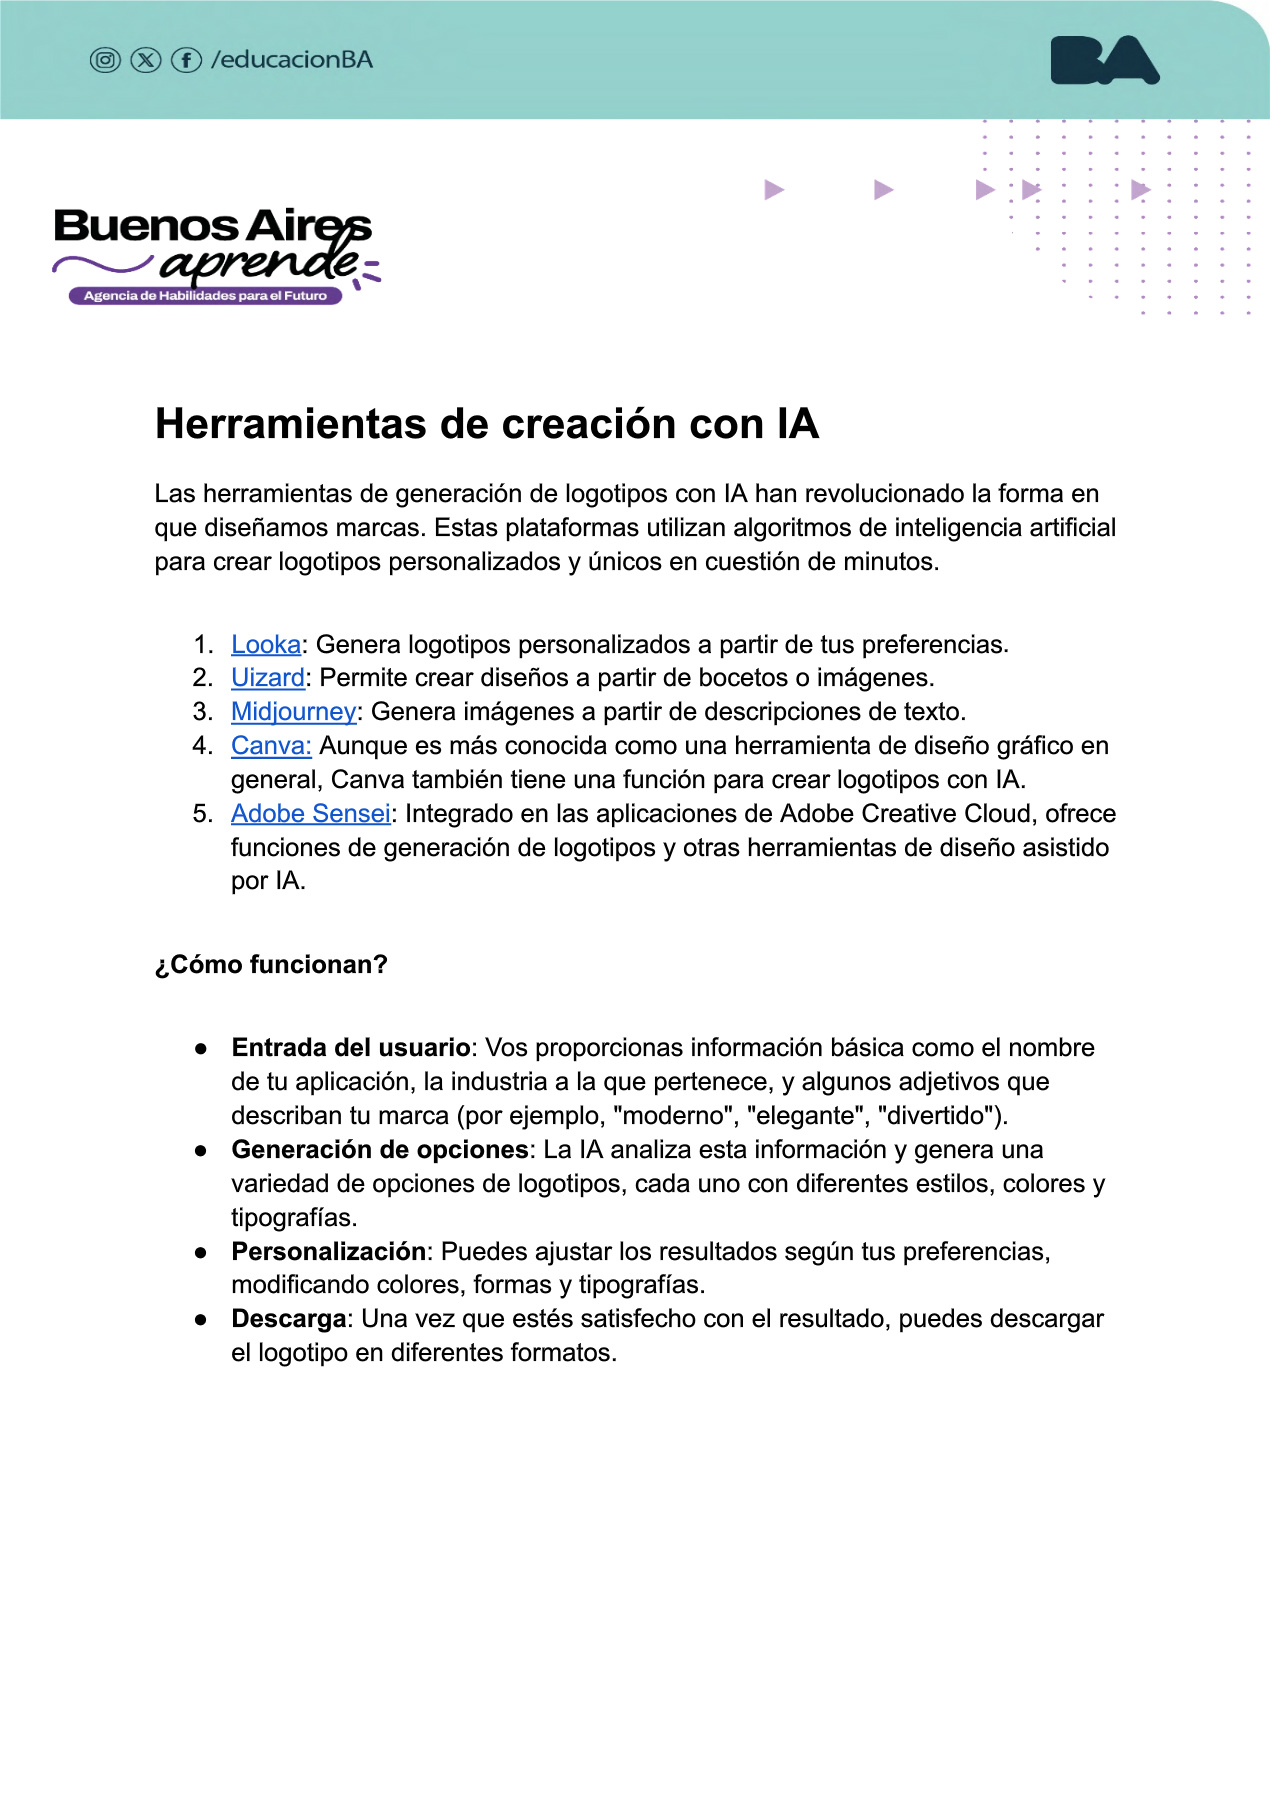 /educacionBA
BA
Buenos Aires
aprende
Agencia de Habilidades para el Futuro
Herramientas de creación con IA
Las herramientas de generación de logotipos con IA han revolucionado la forma en
que diseñamos marcas. Estas plataformas utilizan algoritmos de inteligencia artificial
para crear logotipos personalizados y únicos en cuestión de minutos.
1. Looka: Genera logotipos personalizados a partir de tus preferencias.
2. Uizard: Permite crear diseños a partir de bocetos o imágenes.
3. Midjourney: Genera imágenes a partir de descripciones de texto.
4. Canva: Aunque es más conocida como una herramienta de diseño gráfico en
general, Canva también tiene una función para crear logotipos con IA.
5. Adobe Sensei: Integrado en las aplicaciones de Adobe Creative Cloud, ofrece
funciones de generación de logotipos y otras herramientas de diseño asistido
por IA.
¿Cómo funcionan?
● Entrada del usuario: Vos proporcionas información básica como el nombre
de tu aplicación, la industria a la que pertenece, y algunos adjetivos que
describan tu marca (por ejemplo, "moderno", "elegante", "divertido").
● Generación de opciones: La IA analiza esta información y genera una
variedad de opciones de logotipos, cada uno con diferentes estilos, colores y
tipografías.
● Personalización: Puedes ajustar los resultados según tus preferencias,
modificando colores, formas y tipografías.
● Descarga: Una vez que estés satisfecho con el resultado, puedes descargar
el logotipo en diferentes formatos.